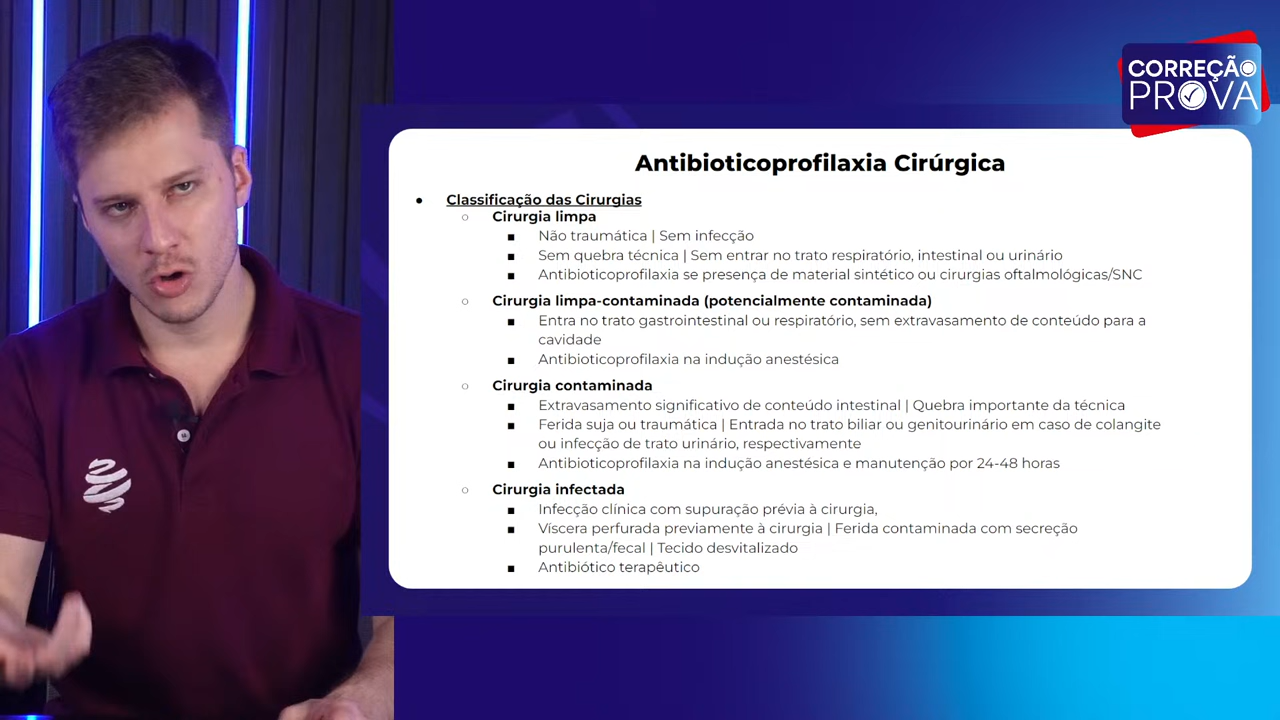 CORREÇÃO
PROVA
Antibioticoprofilaxia Cirúrgica
● Classificação das Cirurgias
○ Cirurgia limpa
■ Não traumática | Sem infecção
■ Sem quebra técnica | Sem entrar no trato respiratório, intestinal ou urinário
■ Antibioticoprofilaxia se presença de material sintético ou cirurgias oftalmológicas/SNC
○ Cirurgia limpa-contaminada (potencialmente contaminada)
■ Entra no trato gastrointestinal ou respiratório, sem extravasamento de conteúdo para a
cavidade
■ Antibioticoprofilaxia na indução anestésica
○ Cirurgia contaminada
■ Extravasamento significativo de conteúdo intestinal | Quebra importante da técnica
■ Ferida suja ou traumática | Entrada no trato biliar ou genitourinário em caso de colangite
ou infecção de trato urinário, respectivamente
■ Antibioticoprofilaxia na indução anestésica e manutenção por 24-48 horas
○ Cirurgia infectada
■ Infecção clínica com supuração prévia à cirurgia,
■ Víscera perfurada previamente à cirurgia | Ferida contaminada com secreção
purulenta/fecal | Tecido desvitalizado
■ Antibiótico terapêutico